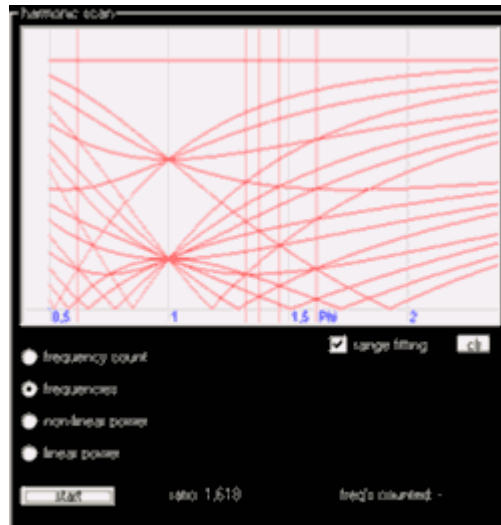 harmonic scan
0,5 1 1,5 Phi 2
range fitting clr
frequency count
frequencies
non-linear power
linear power
start ratio: 1,618 freq's counted: -